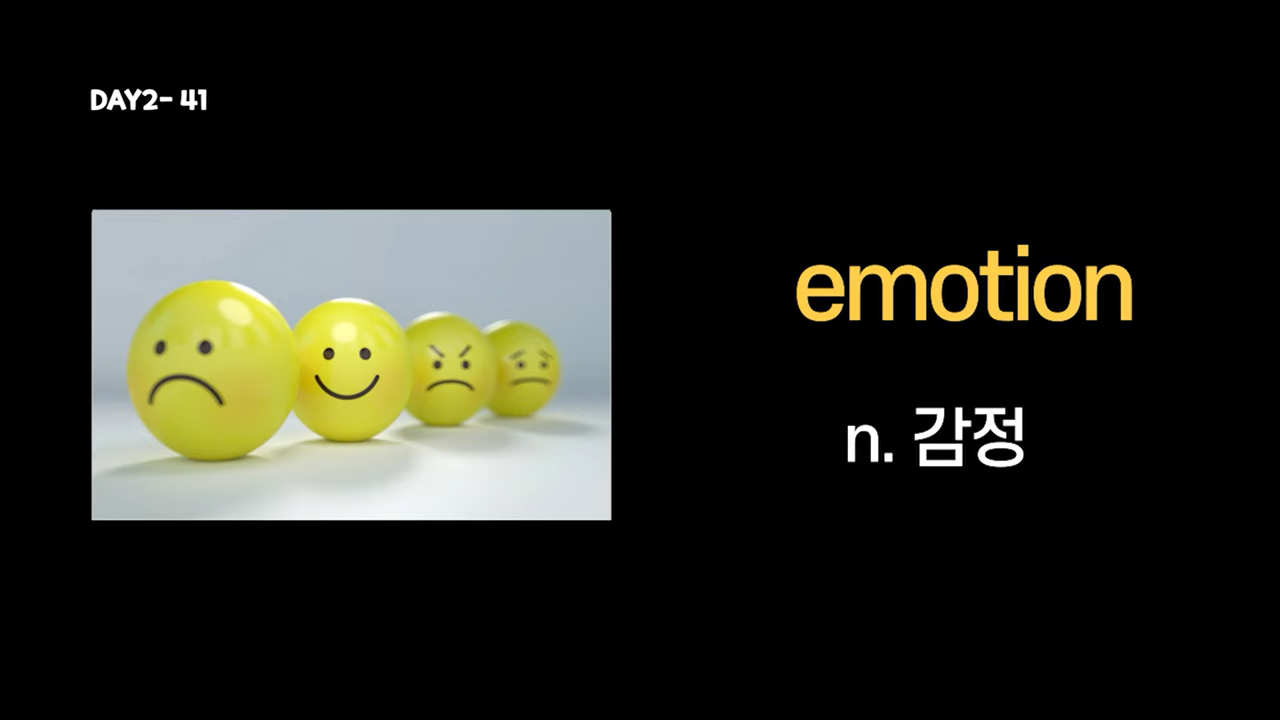 DAY2- 41
emotion
n. 감정